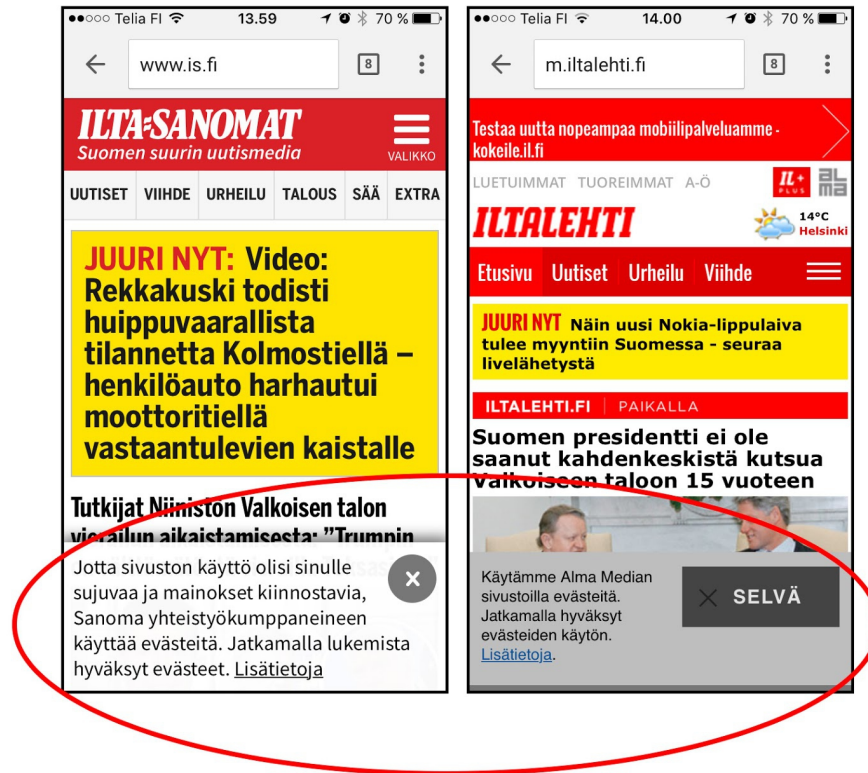 ●●○○○ Telia FI 13.59 70 %
www.is.fi 8
ILTA-SANOMAT
Suomen suurin uutismedia
VALIKKO
UUTISET VIIHDE URHEILU TALOUS SÄÄ EXTRA
JUURI NYT: Video:
Rekkakuski todisti
huippuvaarallista
tilannetta Kolmostiellä –
henkilöauto harhautui
moottoritiellä
vastaantulevien kaistalle
Tutkijat Niinistön Valkoisen talon
vierailun aikaistamisesta: ”Trumpin
Jotta sivuston käyttö olisi sinulle
sujuvaa ja mainokset kiinnostavia,
Sanoma yhteistyökumppaneineen
käyttää evästeitä. Jatkamalla lukemista
hyväksyt evästeet. Lisätietoja
●●○○○ Telia FI 14.00 70 %
m.iltalehti.fi 8
Testaa uutta nopeampaa mobiilipalveluamme -
kokeile.il.fi
LUETUIMMAT TUOREIMMAT A-Ö
IL+
PLUS
alma
ILTALEHTI
14°C
Helsinki
Etusivu Uutiset Urheilu Viihde
JUURI NYT Näin uusi Nokia-lippulaiva
tulee myyntiin Suomessa - seuraa
livelähetystä
ILTALEHTI.FI | PAIKALLA
Suomen presidentti ei ole
saanut kahdenkeskistä kutsua
Valkoiseen taloon 15 vuoteen
Käytämme Alma Median
sivustoilla evästeitä.
Jatkamalla hyväksyt
evästeiden käytön.
Lisätietoja.
SELVÄ